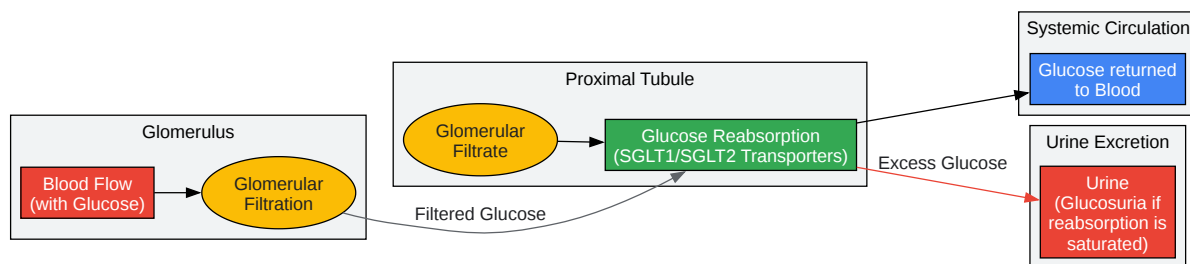 Glomerulus
Blood Flow
(with Glucose)
Glomerular
Filtration
Filtered Glucose
Proximal Tubule
Glomerular
Filtrate
Glucose Reabsorption
(SGLT1/SGLT2 Transporters)
Excess Glucose
Systemic Circulation
Glucose returned
to Blood
Urine Excretion
Urine
(Glucosuria if
reabsorption is
saturated)